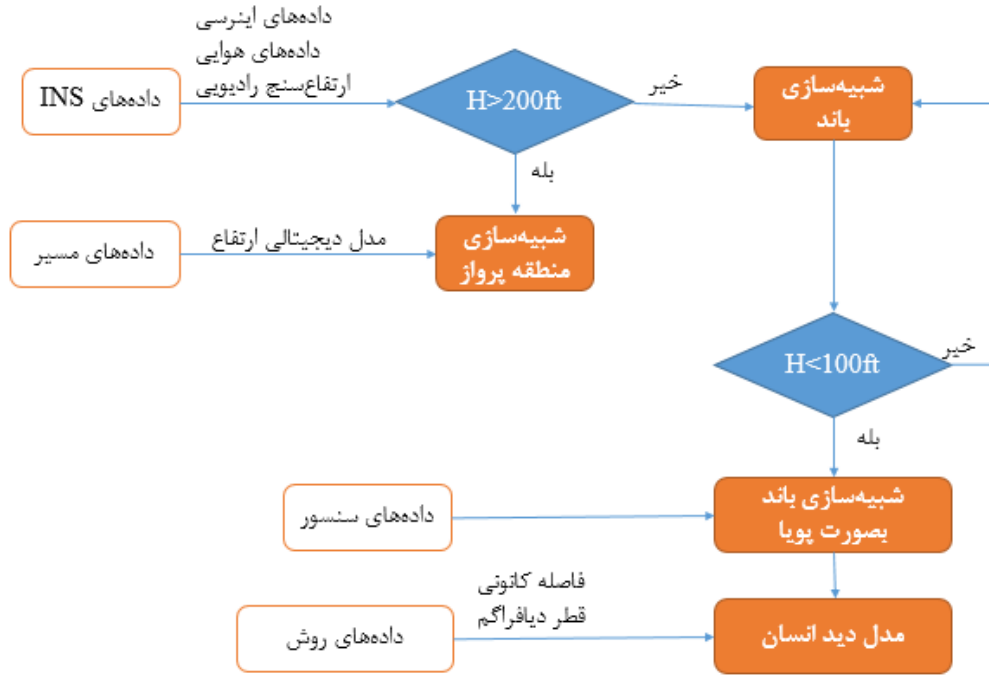 داده‌های اینرسی
داده‌های هوایی
ارتفاع‌سنج رادیویی
داده‌های INS
H>200ft
خیر
شبیه‌سازی
باند
بله
داده‌های مسیر
مدل دیجیتالی ارتفاع
شبیه‌سازی
منطقه پرواز
H<100ft
خیر
بله
داده‌های سنسور
شبیه‌سازی باند
بصورت پویا
فاصله کانونی
قطر دیافراگم
داده‌های روش
مدل دید انسان